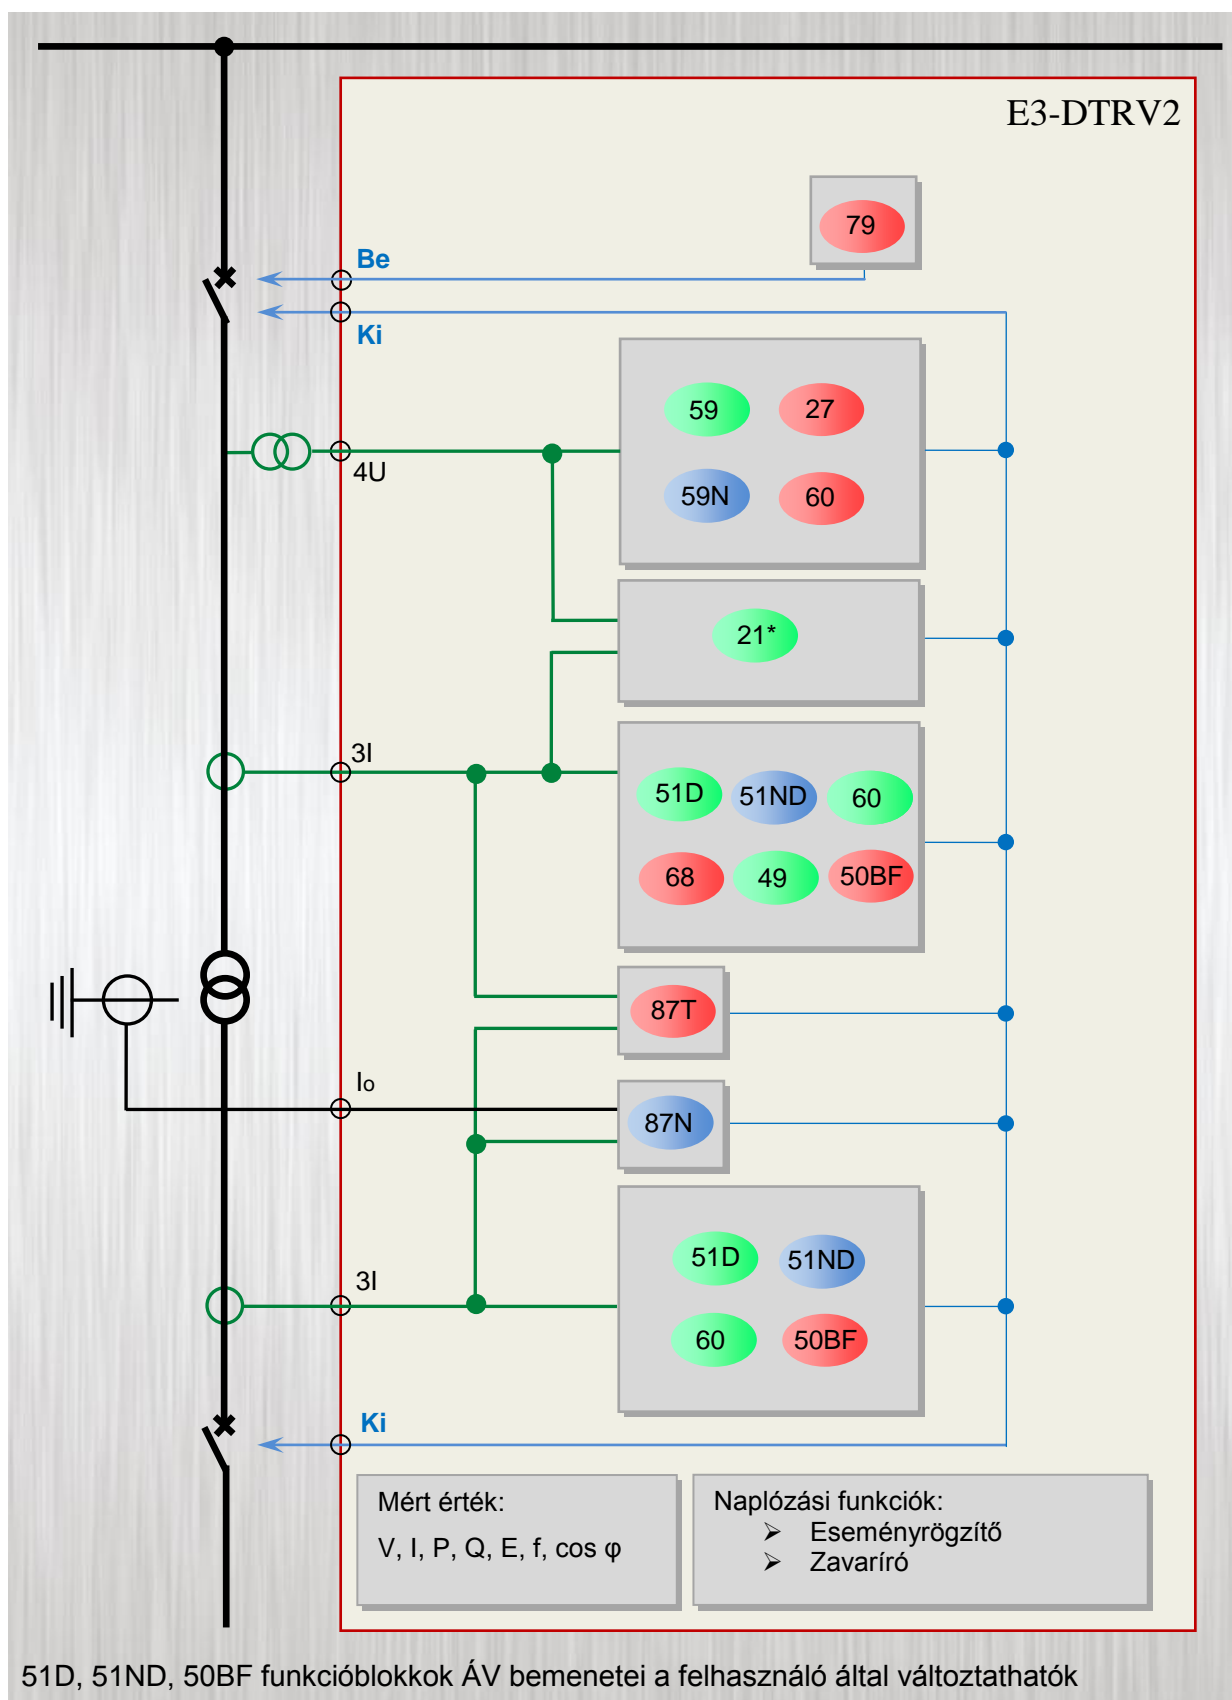 E3-DTRV2
79
Be
Ki
59 27
4U
59N 60
21*
3I
51D 51ND 60
68 49 50BF
87T
Io
87N
51D 51ND
3I
60 50BF
Ki
Mért érték:
V, I, P, Q, E, f, cos φ
Naplózási funkciók:
➢ Eseményrögzítő
➢ Zavaríró
51D, 51ND, 50BF funkcióblokkok ÁV bemenetei a felhasználó által változtathatók